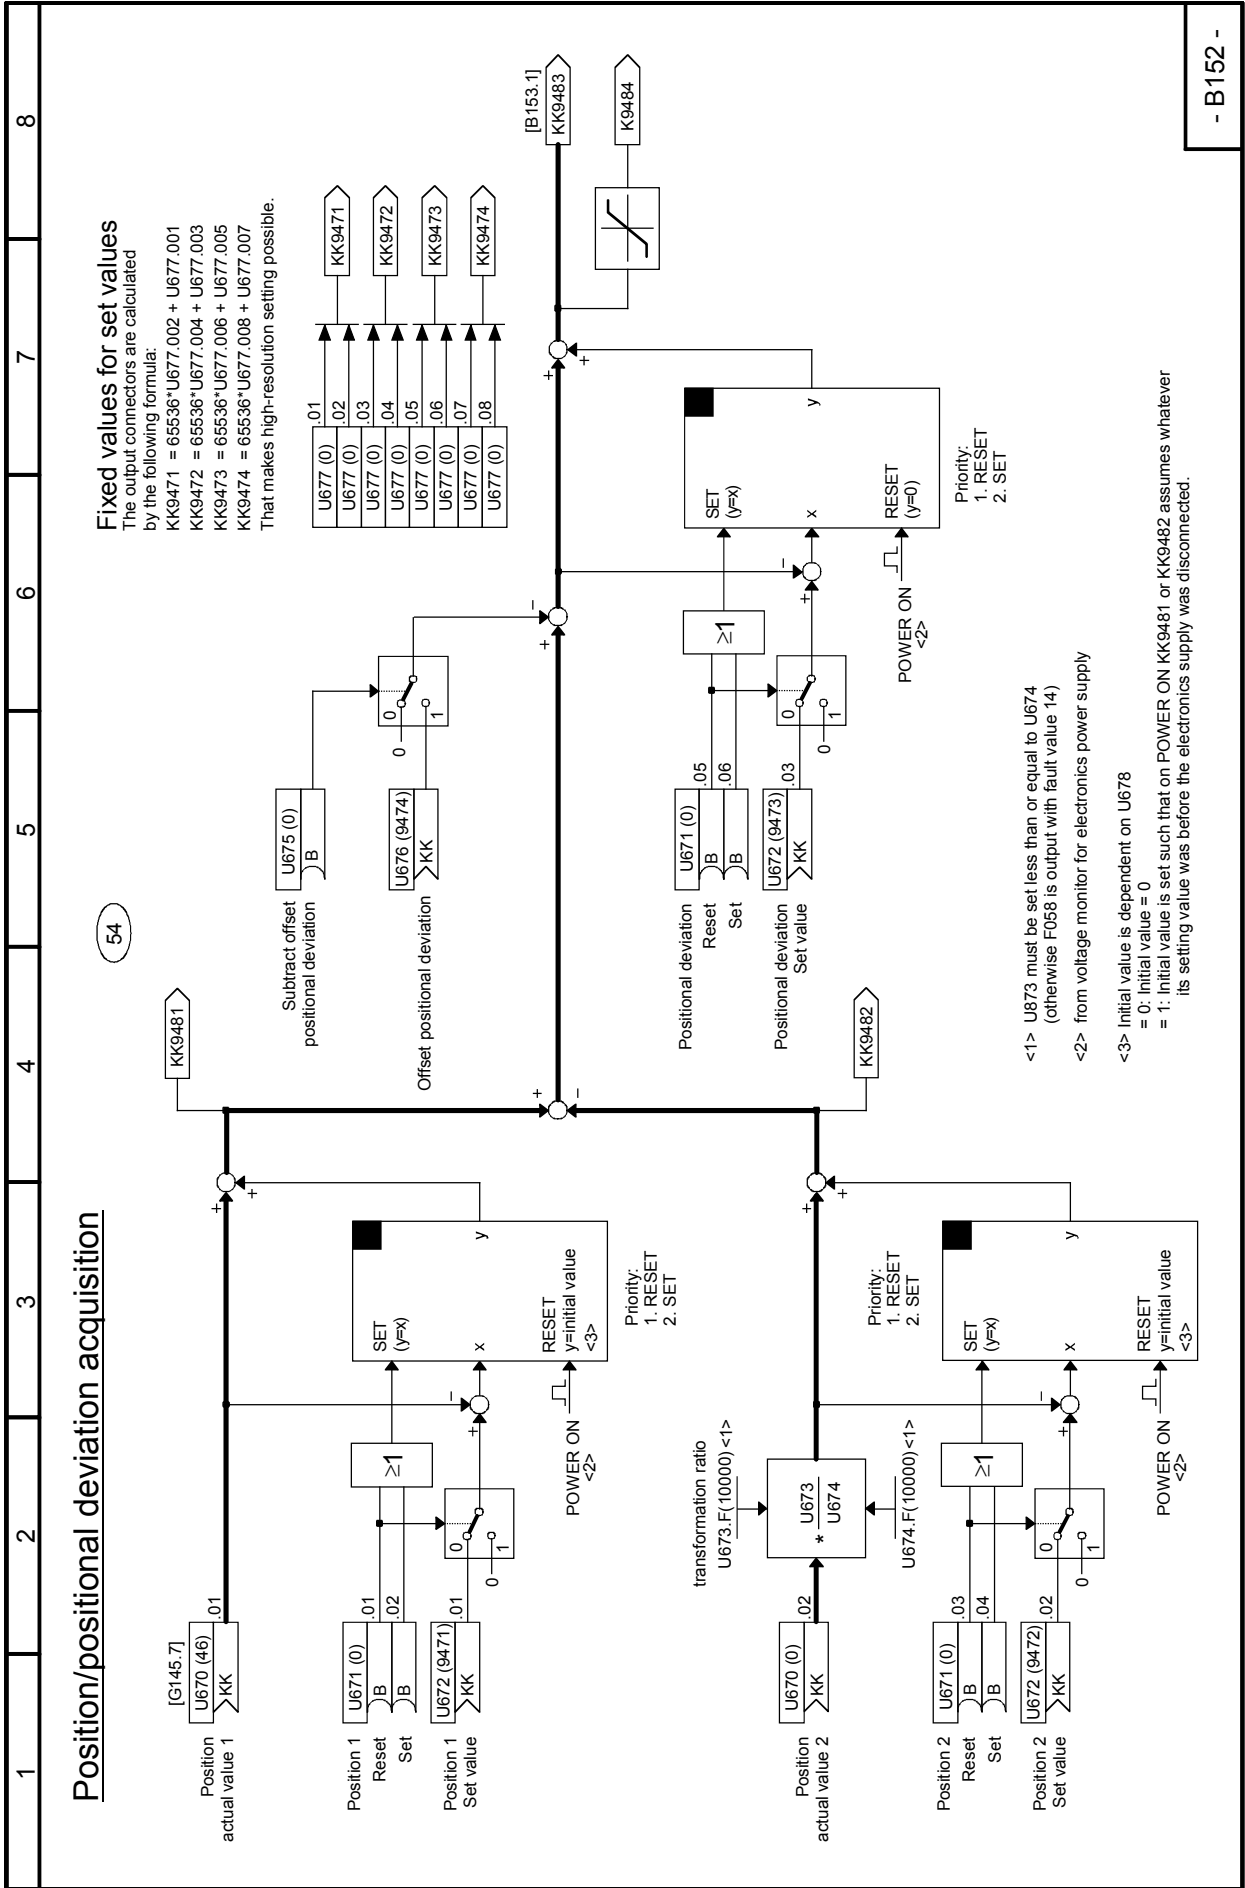 1 2 3 4 5 6 7 8
Position/positional deviation acquisition
54
[G145.7]
Position
actual value 1
U670 (46)
KK
.01
KK9481
Position 1
Reset
Set
U671 (0)
B
B
.01
.02
Position 1
Set value
U672 (9471)
KK
.01
0
1
0
≥1
+
–
SET
(y=x)
x
y
RESET
y=initial value
<3>
POWER ON
<2>
Priority:
1. RESET
2. SET
+
+
Position
actual value 2
U670 (0)
KK
.02
transformation ratio
U673.F(10000) <1>
* U673
U674
U674.F(10000) <1>
Position 2
Reset
Set
U671 (0)
B
B
.03
.04
Position 2
Set value
U672 (9472)
KK
.02
0
1
0
≥1
+
–
SET
(y=x)
x
y
RESET
y=initial value
<3>
POWER ON
<2>
Priority:
1. RESET
2. SET
+
+
KK9482
+
–
Subtract offset
positional deviation
U675 (0)
B
Offset positional deviation
U676 (9474)
KK
0
0
1
+
–
Positional deviation
Reset
Set
U671 (0)
B
B
.05
.06
Positional deviation
Set value
U672 (9473)
KK
.03
0
1
0
≥1
+
–
SET
(y=x)
x
y
RESET
(y=0)
POWER ON
<2>
Priority:
1. RESET
2. SET
+
+
[B153.1]
KK9483
K9484
Fixed values for set values
The output connectors are calculated
by the following formula:
KK9471 = 65536*U677.002 + U677.001
KK9472 = 65536*U677.004 + U677.003
KK9473 = 65536*U677.006 + U677.005
KK9474 = 65536*U677.008 + U677.007
That makes high-resolution setting possible.
U677 (0) .01
U677 (0) .02
U677 (0) .03
U677 (0) .04
U677 (0) .05
U677 (0) .06
U677 (0) .07
U677 (0) .08
KK9471
KK9472
KK9473
KK9474
<1> U873 must be set less than or equal to U674
(otherwise F058 is output with fault value 14)
<2> from voltage monitor for electronics power supply
<3> Initial value is dependent on U678
= 0: Initial value = 0
= 1: Initial value is set such that on POWER ON KK9481 or KK9482 assumes whatever
its setting value was before the electronics supply was disconnected.
- B152 -